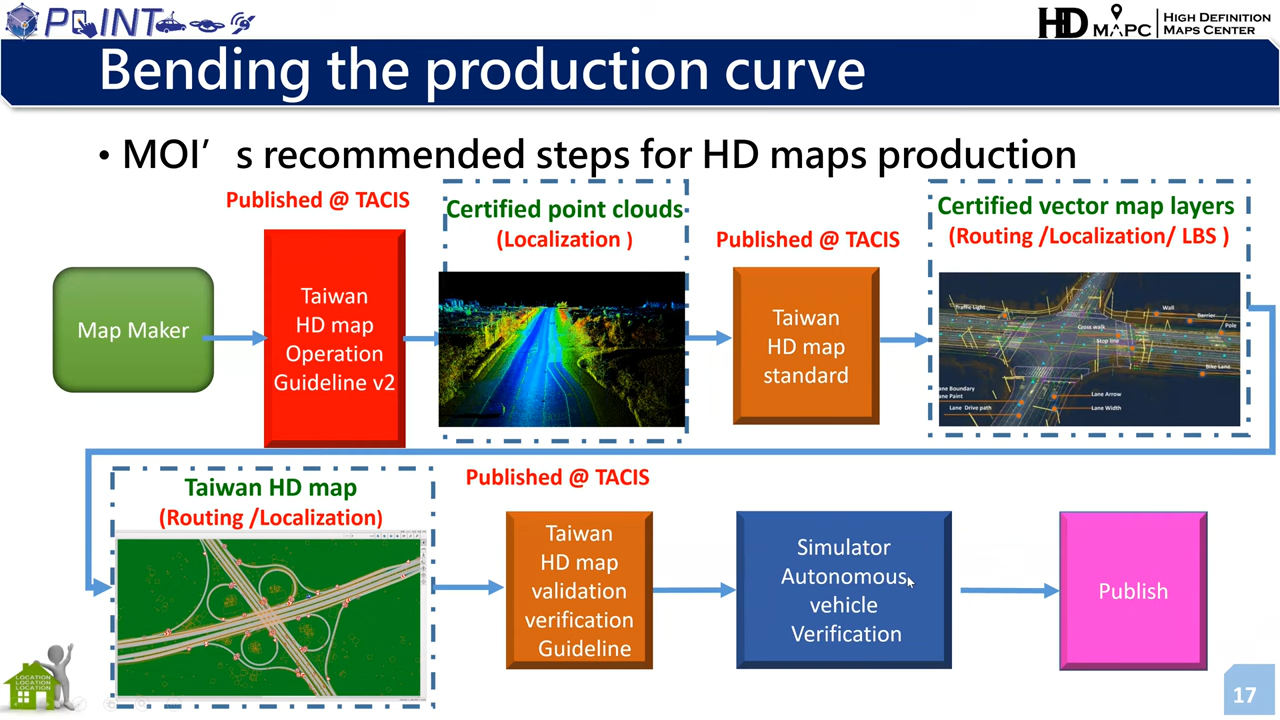 POINT
HD MAPC
HIGH DEFINITION
MAPS CENTER
Bending the production curve
• MOI’s recommended steps for HD maps production
Map Maker
Published @ TACIS
Taiwan
HD map
Operation
Guideline v2
Certified point clouds
(Localization )
Published @ TACIS
Taiwan
HD map
standard
Certified vector map layers
(Routing /Localization/ LBS )
Traffic Light
Wall
Barrier
Pole
Cross walk
Stop line
Bike Land
ane Boundary
ane Paint
Lane Drive path
Lane Arrow
Lane Width
Taiwan HD map
(Routing /Localization)
Published @ TACIS
Taiwan
HD map
validation
verification
Guideline
Simulator
Autonomous
vehicle
Verification
Publish
LOCATION
LOCATION
LOCATION
17